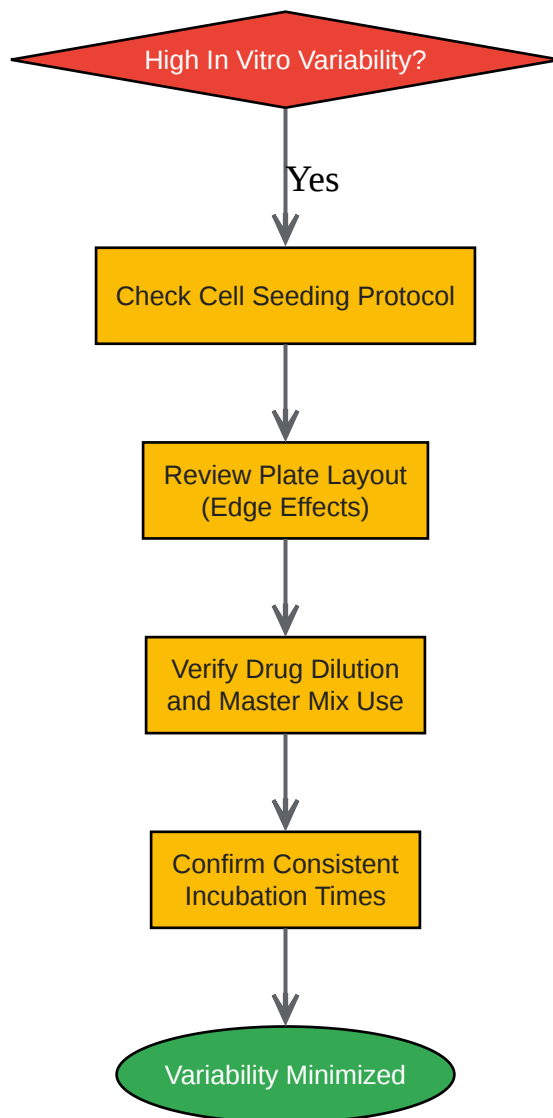 High In Vitro Variability?
Yes
Check Cell Seeding Protocol
Review Plate Layout
(Edge Effects)
Verify Drug Dilution
and Master Mix Use
Confirm Consistent
Incubation Times
Variability Minimized